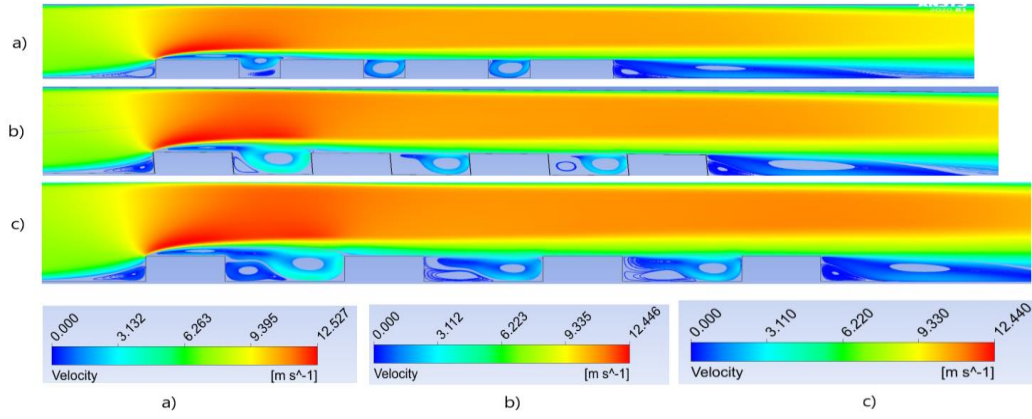 a)
b)
c)
0.000 3.132 6.263 9.395 12.527
Velocity [m s^-1]
0.000 3.112 6.223 9.335 12.446
Velocity [m s^-1]
0.000 3.110 6.220 9.330 12.440
Velocity [m s^-1]
a) b) c)